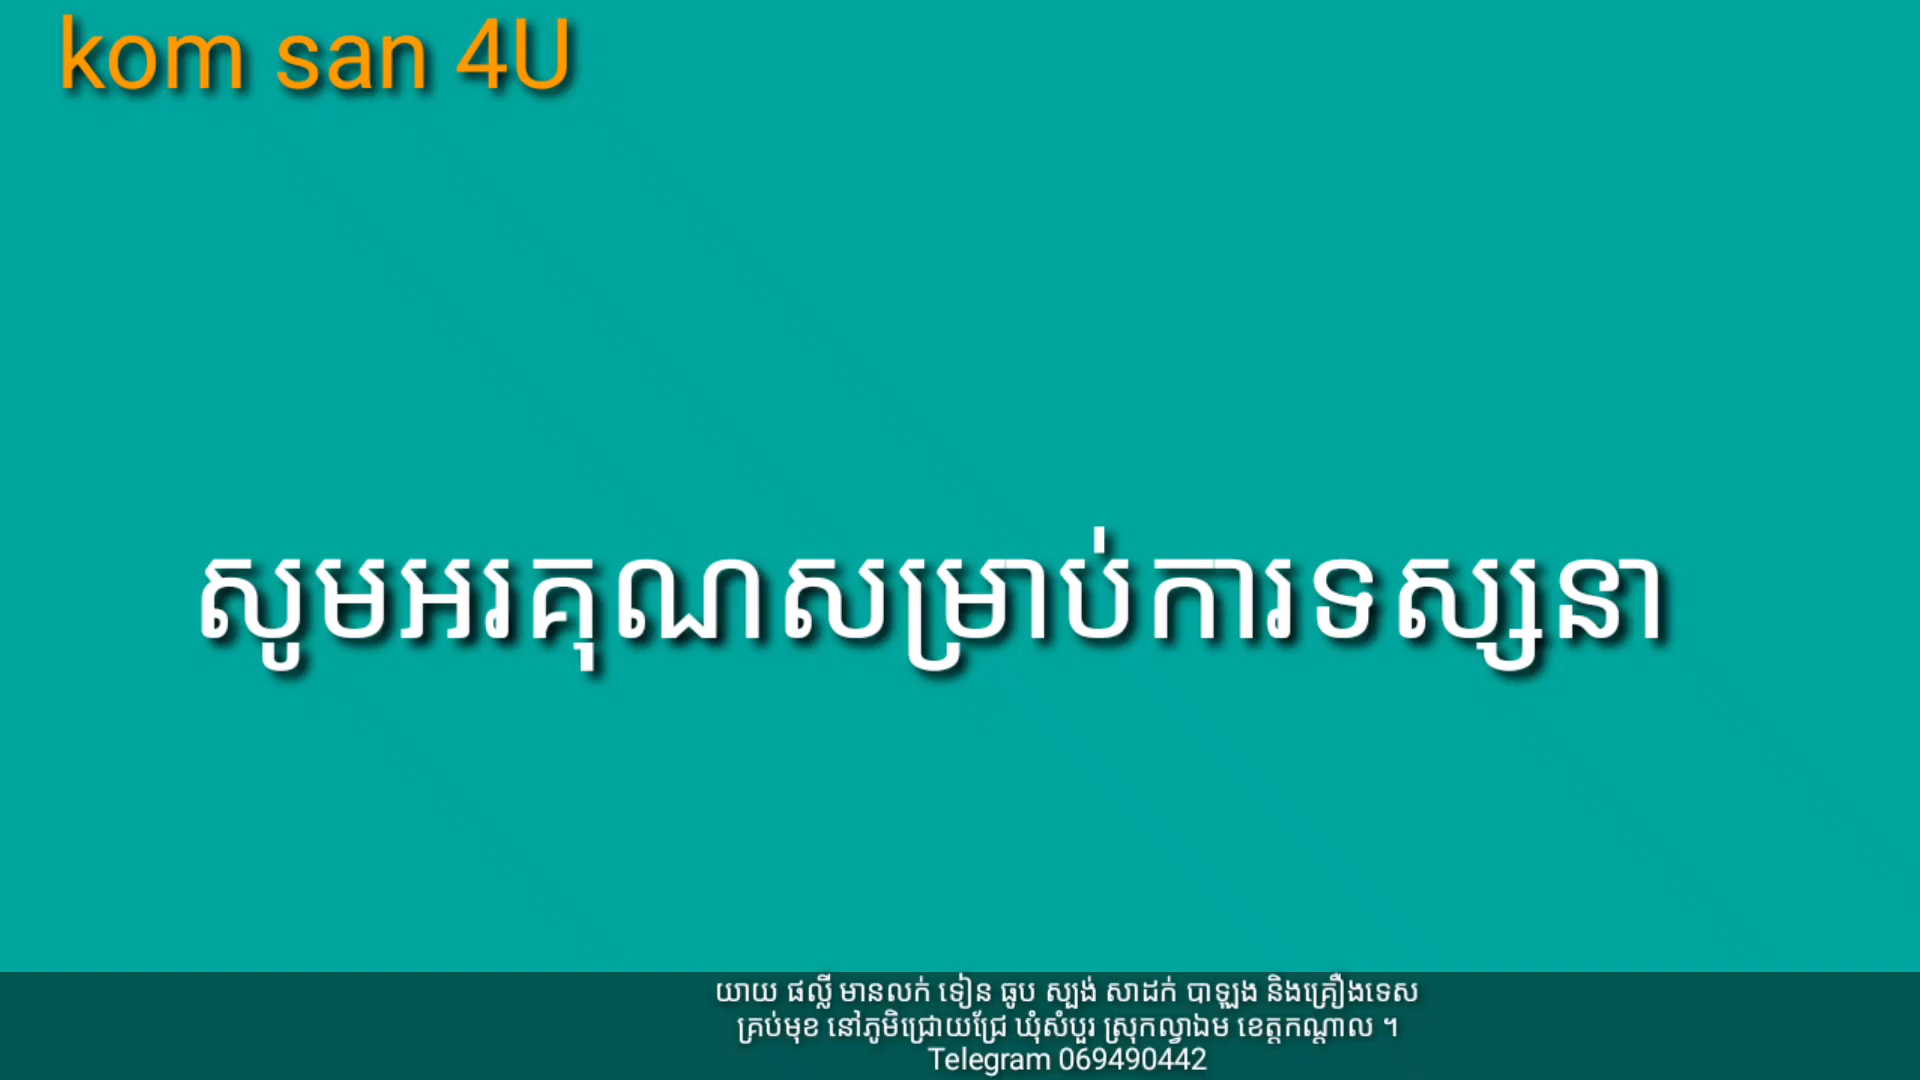 kom san 4U
សូមអរគុណសម្រាប់ការទស្សនា
យាយ ផល្លី មានលក់ ទៀន ធូប ស្បង់ សាដក់ បាឡុង និងគ្រឿងទេស
គ្រប់មុខ នៅភូមិជ្រោយជ្រែ ឃុំសំបួរ ស្រុកល្វាឯម ខេត្តកណ្តាល ។
Telegram 069490442